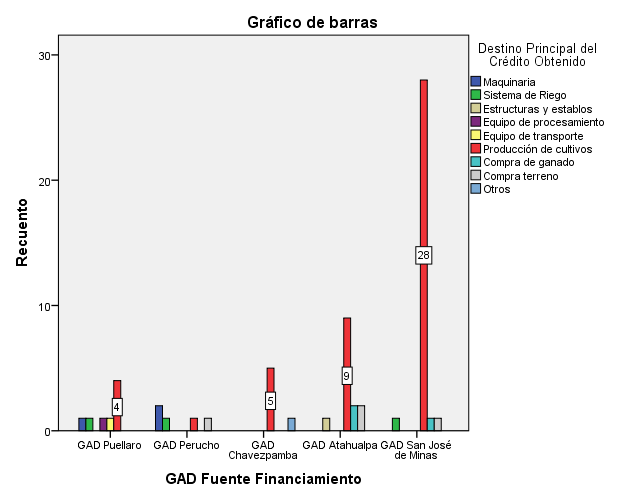 Gráfico de barras
Destino Principal del
Crédito Obtenido
Maquinaria
Sistema de Riego
Estructuras y establos
Equipo de procesamiento
Equipo de transporte
Producción de cultivos
Compra de ganado
Compra terreno
Otros
Recuento
30
20
10
0
4
5
9
28
GAD Puellaro
GAD Perucho
GAD
Chavezpamba
GAD Atahualpa
GAD San José
de Minas
GAD Fuente Financiamiento